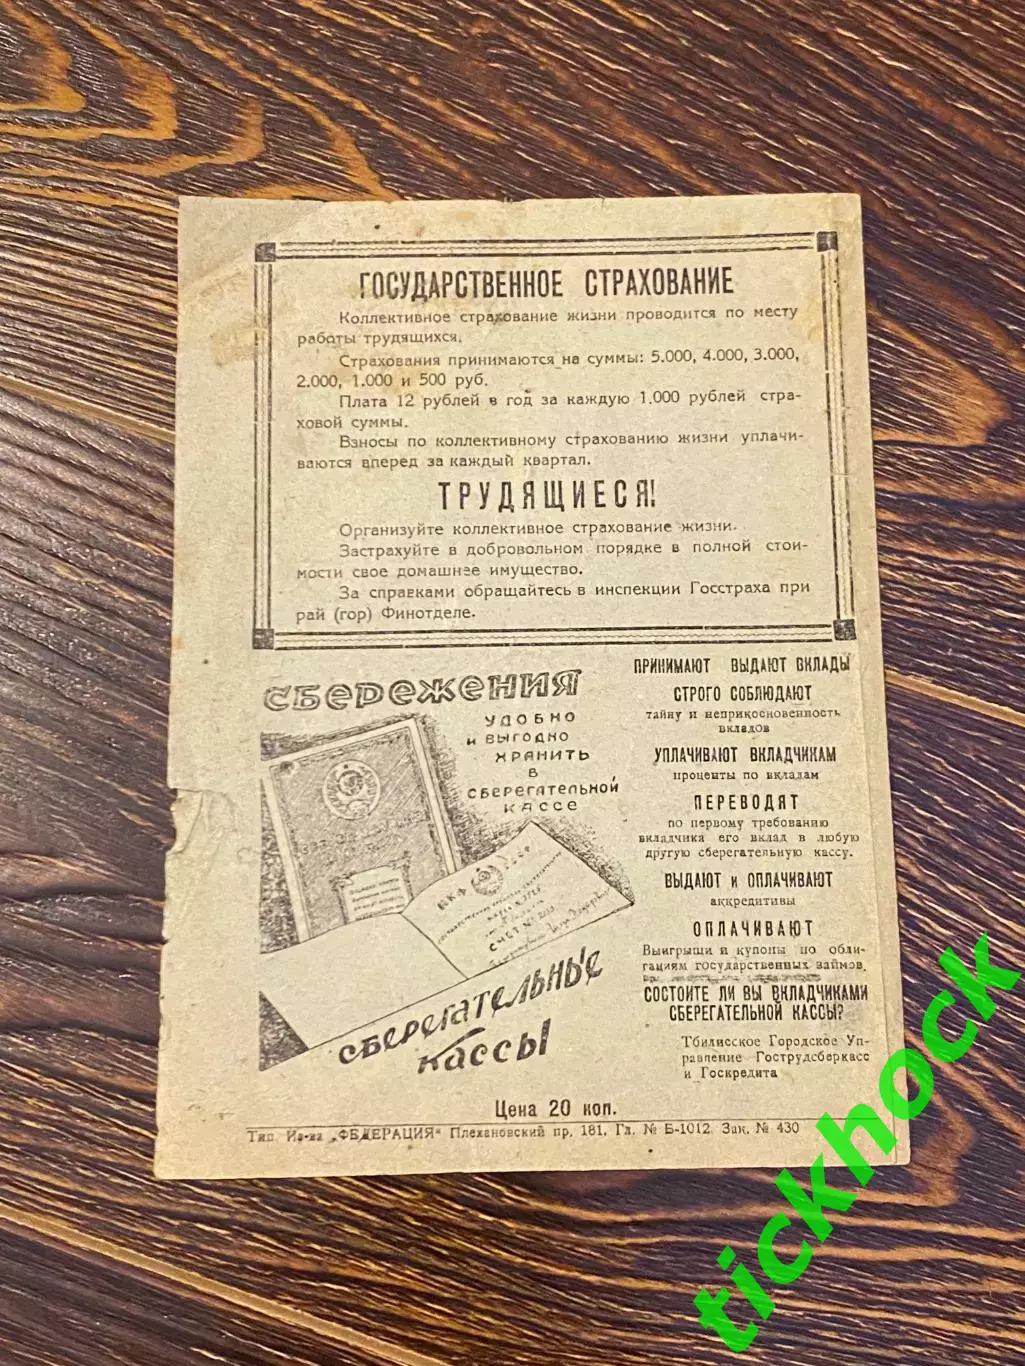 ГОСУДАРСТВЕННОЕ СТРАХОВАНИЕ
Коллективное страхование жизни проводится по месту
работы трудящихся.
Страхования принимаются на суммы: 5.000, 4.000, 3.000,
2.000, 1.000 и 500 руб.
Плата 12 рублей в год за каждую 1.000 рублей стра-
ховой суммы.
Взносы по коллективному страхованию жизни уплачи-
ваются вперед за каждый квартал.
ТРУДЯЩИЕСЯ!
Организуйте коллективное страхование жизни.
Застрахуйте в добровольном порядке в полной стои-
мости свое домашнее имущество.
За справками обращайтесь в инспекции Госстраха при
рай (гор) Финотделе.
СБЕРЕЖЕНИЯ
УДОБНО
и ВЫГОДНО
ХРАНИТЬ
В
СБЕРЕГАТЕЛЬНОЙ
КАССЕ
НКФ СССР
СБЕРЕГАТЕЛЬНЫЕ
КАССЫ
ПРИНИМАЮТ ВЫДАЮТ ВКЛАДЫ
СТРОГО СОБЛЮДАЮТ
тайну и неприкосновенность
вкладов
УПЛАЧИВАЮТ ВКЛАДЧИКАМ
проценты по вкладам
ПЕРЕВОДЯТ
по первому требованию
вкладчика его вклад в любую
другую сберегательную кассу.
ВЫДАЮТ и ОПЛАЧИВАЮТ
аккредитивы
ОПЛАЧИВАЮТ
Выигрыши и купоны по обли-
гациям государственных займов.
СОСТОИТЕ ЛИ ВЫ ВКЛАДЧИКАМИ
СБЕРЕГАТЕЛЬНОЙ КАССЫ?
Тбилисское Городское Уп-
равление Гострудсберкасс
и Госкредита
Цена 20 коп.
Тип. Из-ва „ФЕДЕРАЦИЯ" Плехановский пр. 181. Гл. № Б-1012. Зак. № 430
tickhock